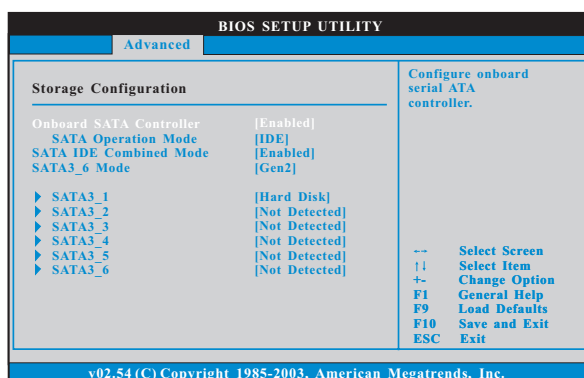 BIOS SETUP UTILITY
Advanced
Storage Configuration
Onboard SATA Controller [Enabled]
SATA Operation Mode [IDE]
SATA IDE Combined Mode [Enabled]
SATA3_6 Mode [Gen2]
SATA3_1 [Hard Disk]
SATA3_2 [Not Detected]
SATA3_3 [Not Detected]
SATA3_4 [Not Detected]
SATA3_5 [Not Detected]
SATA3_6 [Not Detected]
Configure onboard
serial ATA
controller.
←→ Select Screen
↑↓ Select Item
+- Change Option
F1 General Help
F9 Load Defaults
F10 Save and Exit
ESC Exit
v02.54 (C) Copyright 1985-2003, American Megatrends, Inc.